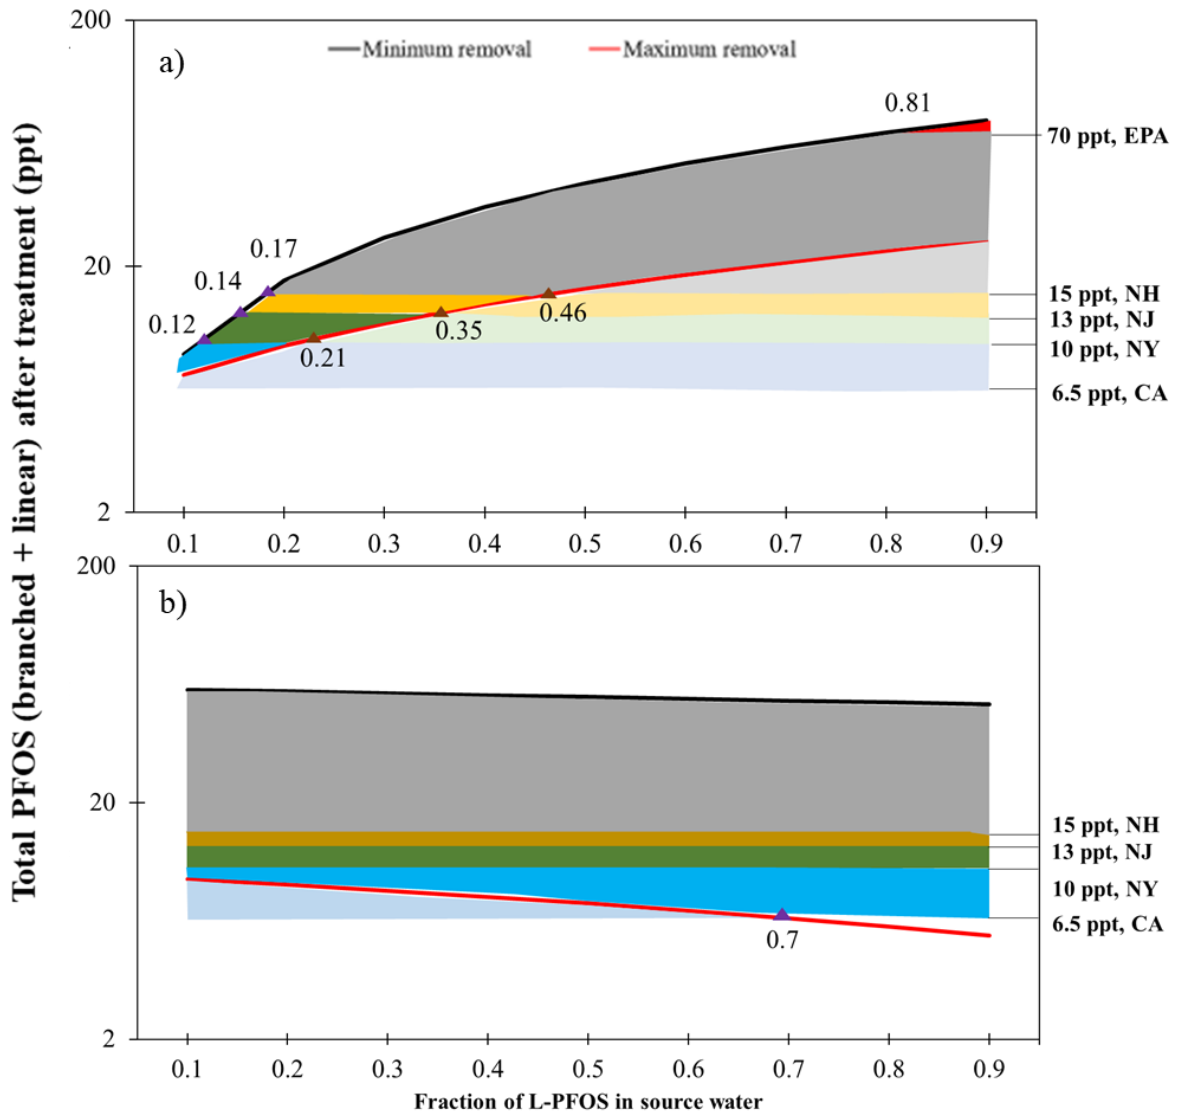 Total PFOS (branched + linear) after treatment (ppt)
200
a)
Minimum removal
Maximum removal
0.81
70 ppt, EPA
0.17
20
0.14
15 ppt, NH
0.12
0.46
13 ppt, NJ
0.35
10 ppt, NY
0.21
6.5 ppt, CA
2
0.1 0.2 0.3 0.4 0.5 0.6 0.7 0.8 0.9
200
b)
20
15 ppt, NH
13 ppt, NJ
10 ppt, NY
6.5 ppt, CA
0.7
2
0.1 0.2 0.3 0.4 0.5 0.6 0.7 0.8 0.9
Fraction of L-PFOS in source water